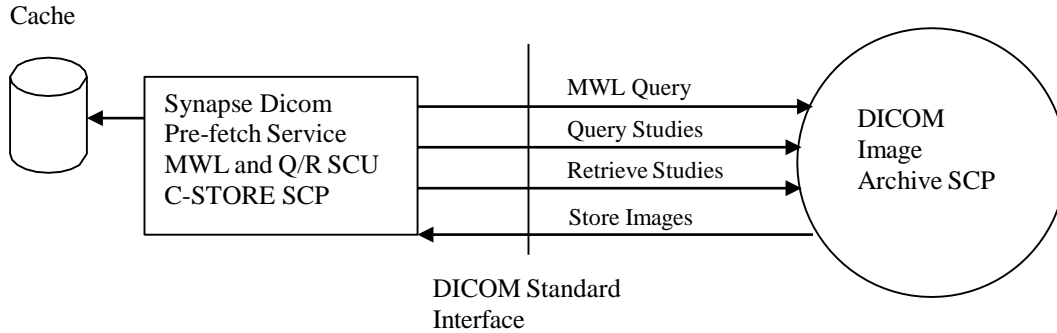 Cache
Synapse Dicom
Pre-fetch Service
MWL and Q/R SCU
C-STORE SCP
MWL Query
Query Studies
Retrieve Studies
Store Images
DICOM
Image
Archive SCP
DICOM Standard
Interface